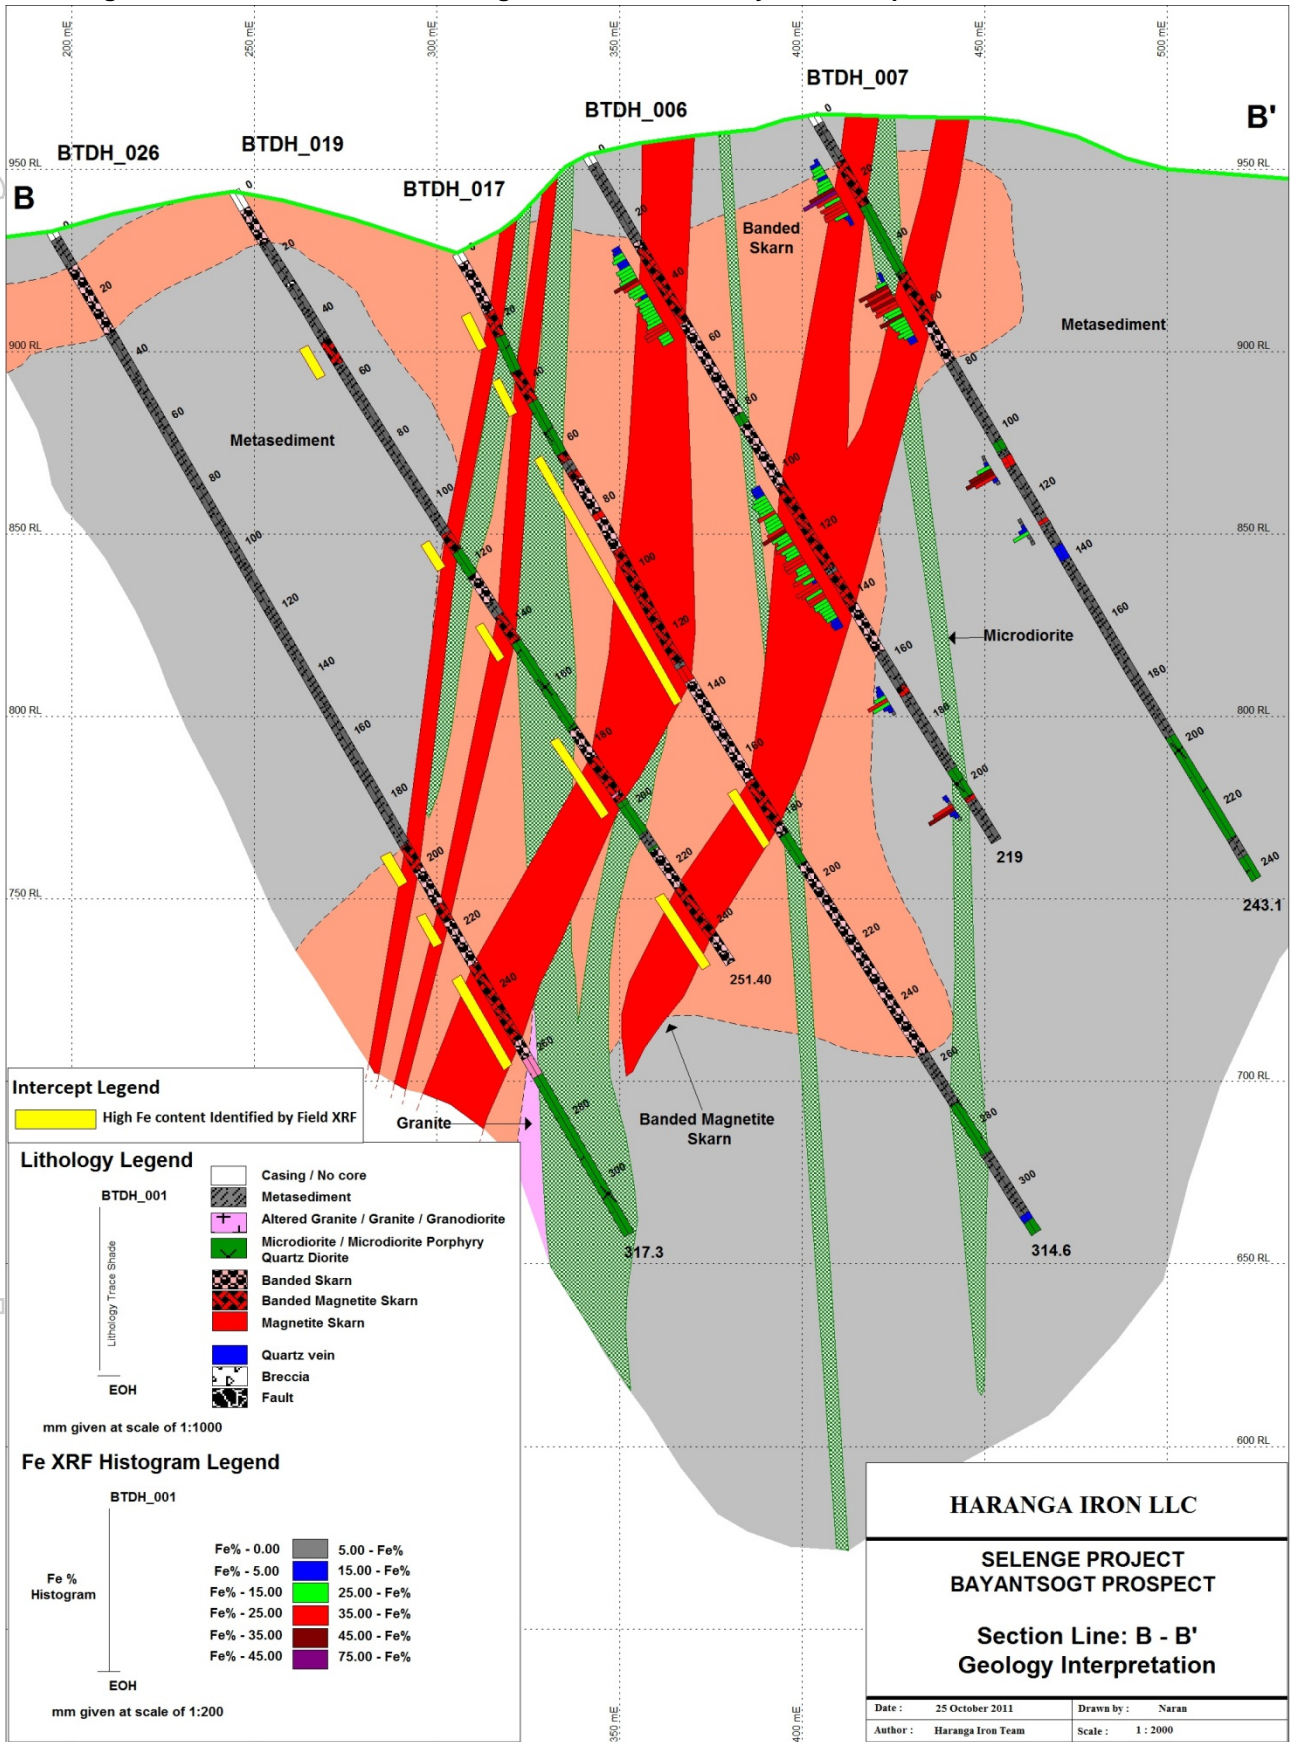 200 mE
250 mE
300 mE
350 mE
400 mE
450 mE
500 mE
BTDH_007
BTDH_006
B'
BTDH_019
BTDH_026
BTDH_017
B
950 RL
950 RL
Banded
Skarn
Metasediment
900 RL
900 RL
Metasediment
850 RL
850 RL
Microdiorite
800 RL
800 RL
750 RL
750 RL
219
243.1
251.40
700 RL
Granite
Banded Magnetite
Skarn
317.3
314.6
650 RL
600 RL
350 mE
400 mE
Intercept Legend
High Fe content Identified by Field XRF
Lithology Legend
BTDH_001
Lithology Trace Shade
EOH
Casing / No core
Metasediment
Altered Granite / Granite / Granodiorite
Microdiorite / Microdiorite Porphyry
Quartz Diorite
Banded Skarn
Banded Magnetite Skarn
Magnetite Skarn
Quartz vein
Breccia
Fault
mm given at scale of 1:1000
Fe XRF Histogram Legend
BTDH_001
Fe %
Histogram
EOH
Fe% - 0.00 5.00 - Fe%
Fe% - 5.00 15.00 - Fe%
Fe% - 15.00 25.00 - Fe%
Fe% - 25.00 35.00 - Fe%
Fe% - 35.00 45.00 - Fe%
Fe% - 45.00 75.00 - Fe%
mm given at scale of 1:200
HARANGA IRON LLC
SELENGE PROJECT
BAYANTSOGT PROSPECT
Section Line: B - B'
Geology Interpretation
Date : 25 October 2011 Drawn by : Naran
Author : Haranga Iron Team Scale : 1 : 2000